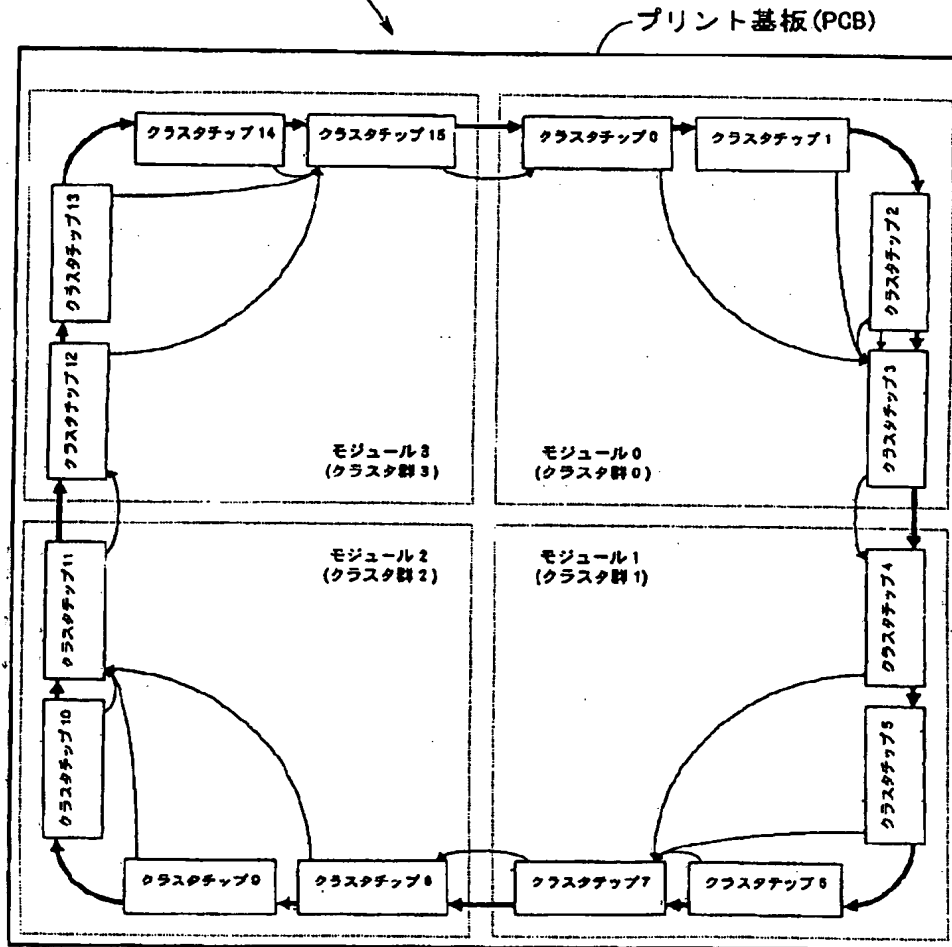 プリント基板(PCB)
クラスタチップ14
クラスタチップ15
クラスタチップ0
クラスタチップ1
クラスタチップ13
クラスタチップ2
クラスタチップ12
クラスタチップ3
モジュール3
(クラスタ群3)
モジュール0
(クラスタ群0)
クラスタチップ11
クラスタチップ4
モジュール2
(クラスタ群2)
モジュール1
(クラスタ群1)
クラスタチップ10
クラスタチップ5
クラスタチップ9
クラスタチップ8
クラスタチップ7
クラスタチップ6